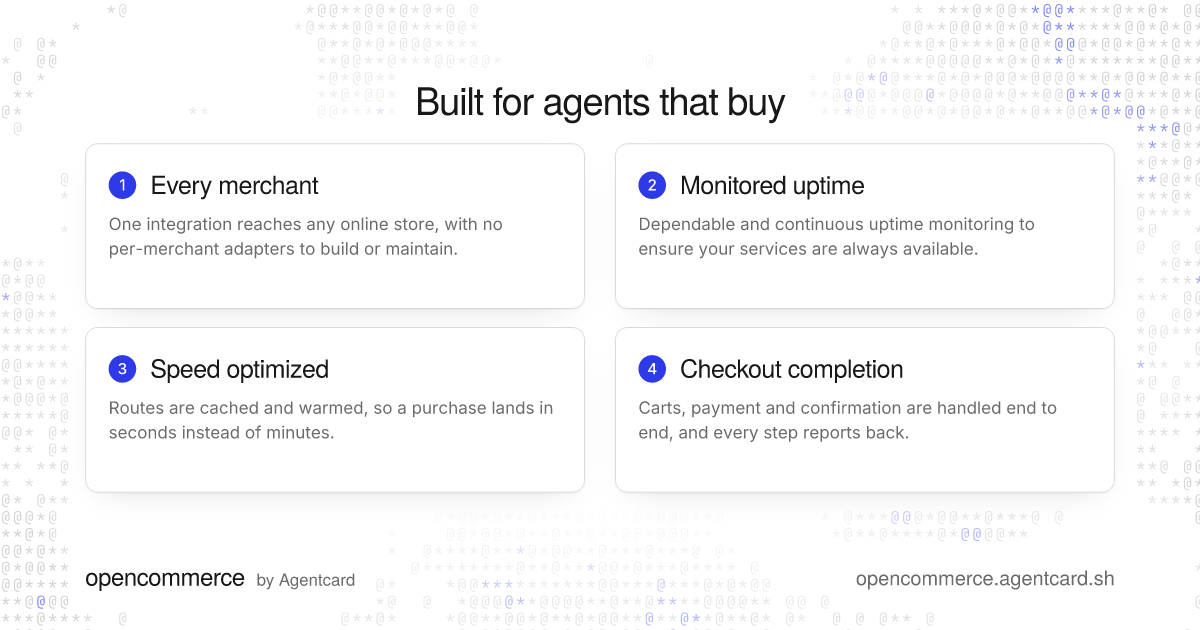 Built for agents that buy
1 Every merchant
One integration reaches any online store, with no
per-merchant adapters to build or maintain.
2 Monitored uptime
Dependable and continuous uptime monitoring to
ensure your services are always available.
3 Speed optimized
Routes are cached and warmed, so a purchase lands in
seconds instead of minutes.
4 Checkout completion
Carts, payment and confirmation are handled end to
end, and every step reports back.
opencommerce by Agentcard
opencommerce.agentcard.sh